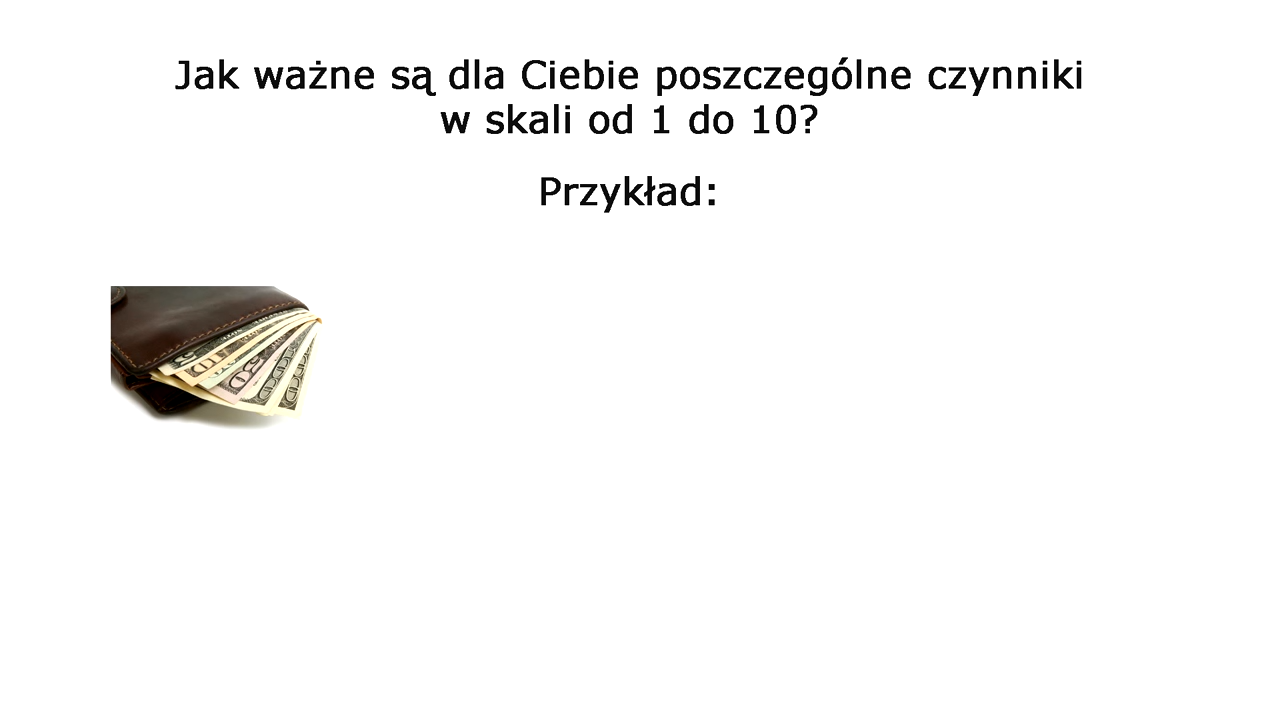 Jak ważne są dla Ciebie poszczególne czynniki
w skali od 1 do 10?
Przykład: